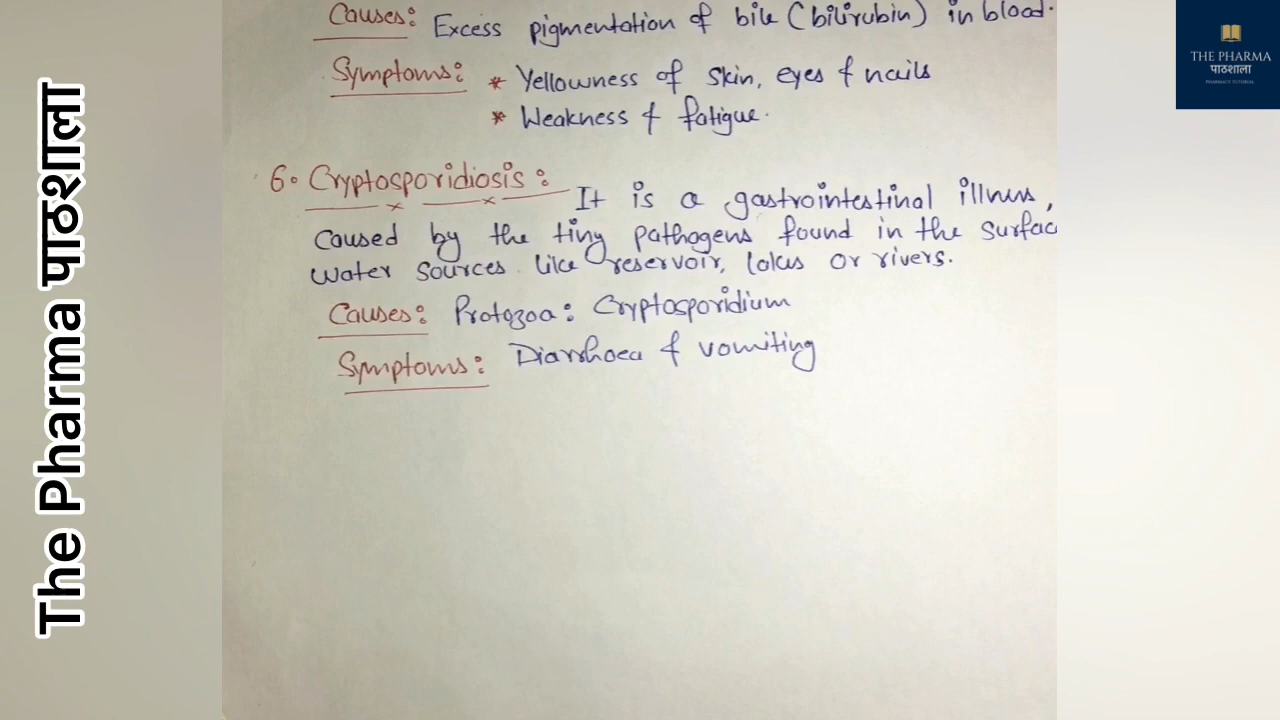 Causes: Excess pigmentation of bile (bilirubin) in blood.
Symptoms: * Yellowness of skin, eyes & nails
* Weakness & fatigue.
6. Cryptosporidiosis: It is a gastrointestinal illness,
caused by the tiny pathogens found in the surfac
water sources like reservoir, lakes or rivers.
Causes: Protozoa: Cryptosporidium
Symptoms: Diarrhoea & vomiting
The Pharma पाठशाला
THE PHARMA
पाठशाला
PHARMACY TUTORIAL